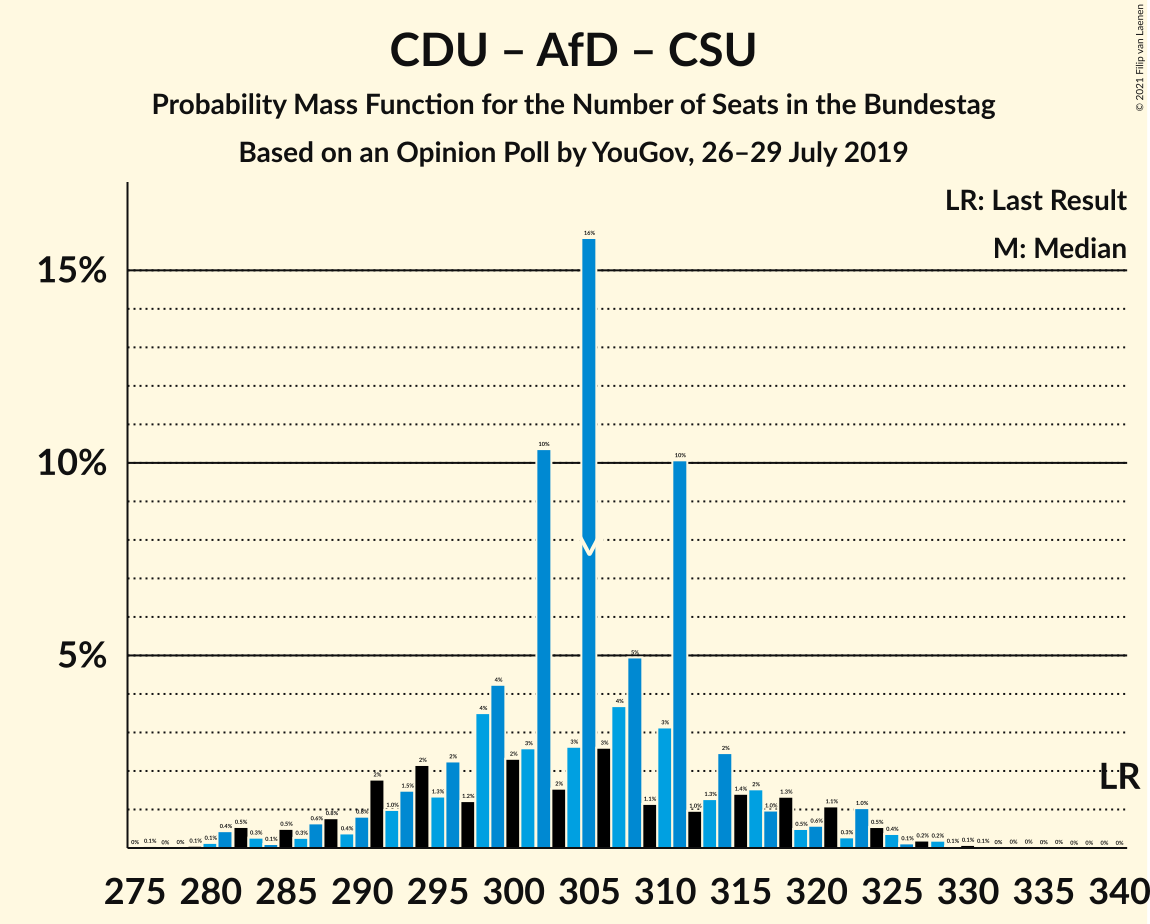 CDU – AfD – CSU
Probability Mass Function for the Number of Seats in the Bundestag
Based on an Opinion Poll by YouGov, 26–29 July 2019
© 2021 Filip van Laenen
LR: Last Result
M: Median
15%
10%
5%
0% 0.1% 0% 0% 0.1% 0.1% 0.4% 0.5% 0.3% 0.1% 0.5% 0.3% 0.6% 0.8% 0.4% 0.8% 2% 1.0% 1.5% 2% 1.3% 2% 1.2% 4% 4% 2% 3% 10% 2% 3% 16% 3% 4% 5% 1.1% 3% 10% 1.0% 1.3% 2% 1.4% 2% 1.0% 1.3% 0.5% 0.6% 1.1% 0.3% 1.0% 0.5% 0.4% 0.1% 0.2% 0.2% 0.1% 0.1% 0.1% 0% 0% 0% 0% 0% 0% 0% 0% 0%
M
LR
275 280 285 290 295 300 305 310 315 320 325 330 335 340